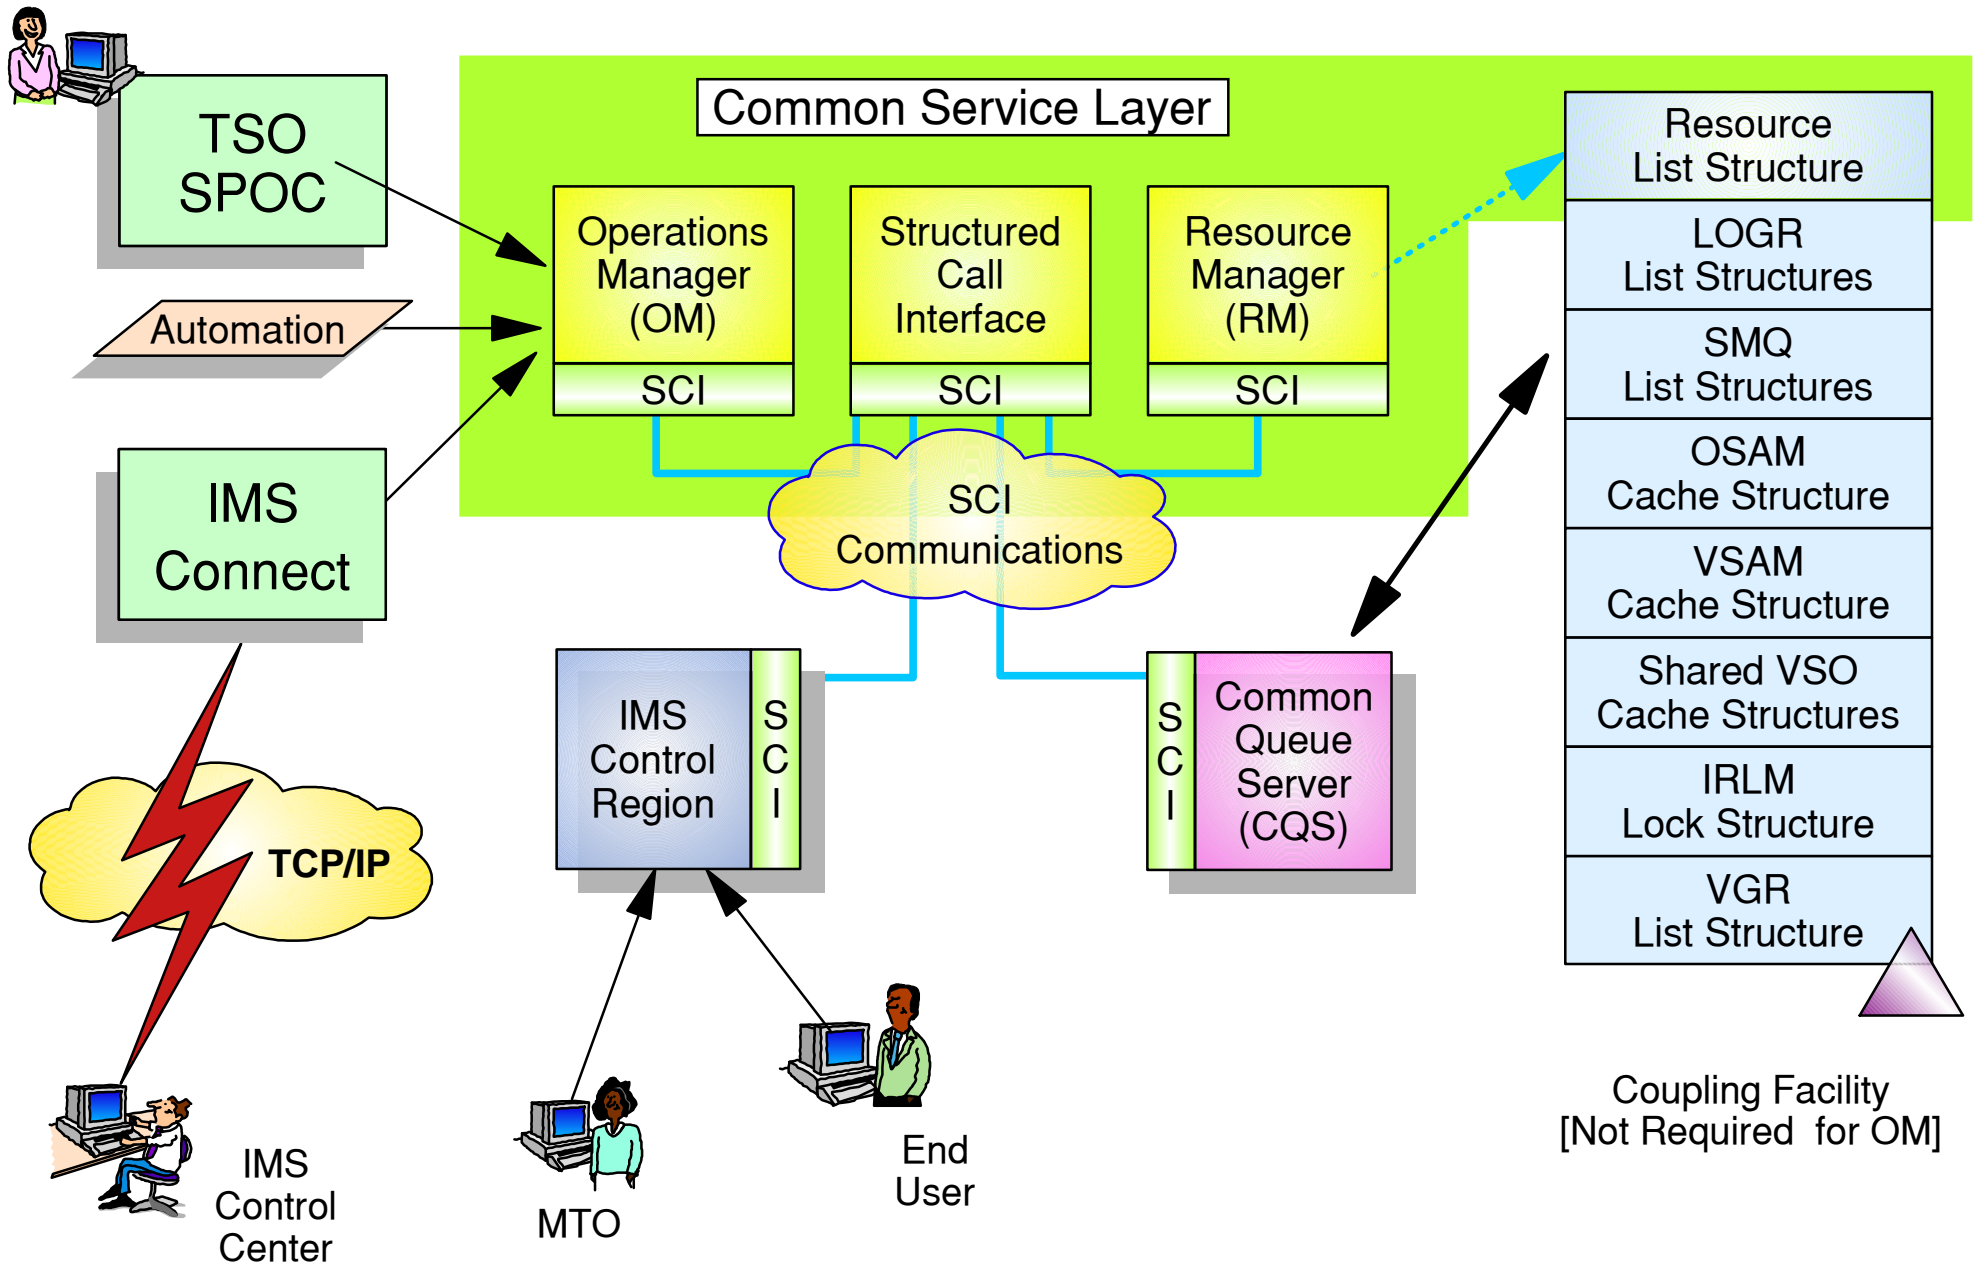 Common Service Layer
TSO
SPOC
Automation
IMS
Connect
TCP/IP
IMS
Control
Center
Operations
Manager
(OM)
SCI
Structured
Call
Interface
SCI
Resource
Manager
(RM)
SCI
SCI
Communications
IMS
Control
Region
S
C
I
S
C
I
Common
Queue
Server
(CQS)
MTO
End
User
Resource
List Structure
LOGR
List Structures
SMQ
List Structures
OSAM
Cache Structure
VSAM
Cache Structure
Shared VSO
Cache Structures
IRLM
Lock Structure
VGR
List Structure
Coupling Facility
[Not Required  for OM]